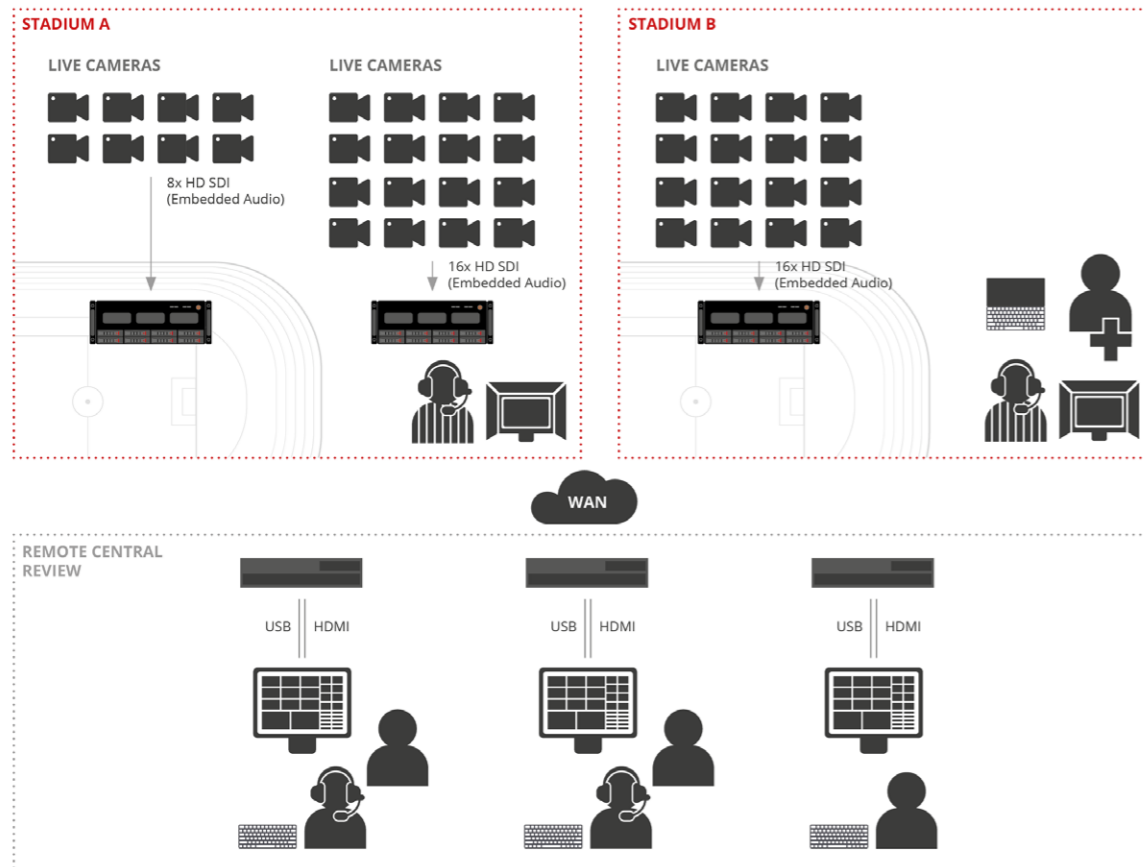 STADIUM A
LIVE CAMERAS
LIVE CAMERAS
8x HD SDI
(Embedded Audio)
16x HD SDI
(Embedded Audio)
STADIUM B
LIVE CAMERAS
16x HD SDI
(Embedded Audio)
WAN
REMOTE CENTRAL
REVIEW
USB
HDMI
USB
HDMI
USB
HDMI